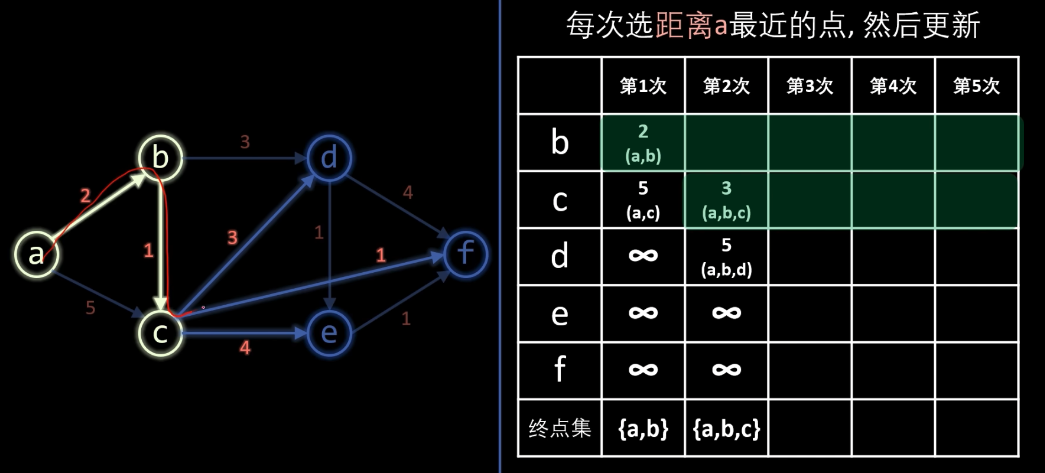 每次选距离a最近的点, 然后更新
第1次 第2次 第3次 第4次 第5次
b 2
(a,b)
c 5 3
(a,c) (a,b,c)
d ∞ 5
(a,b,d)
e ∞ ∞
f ∞ ∞
终点集 {a,b} {a,b,c}
b 3 d
2 4
a 1 3 1 1 f
5 1
c 4 e